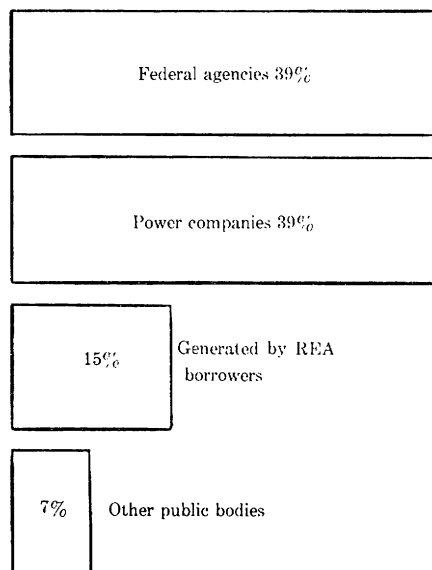 Federal agencies 39%
Power companies 39%
15%
Generated by REA
borrowers
7%
Other public bodies